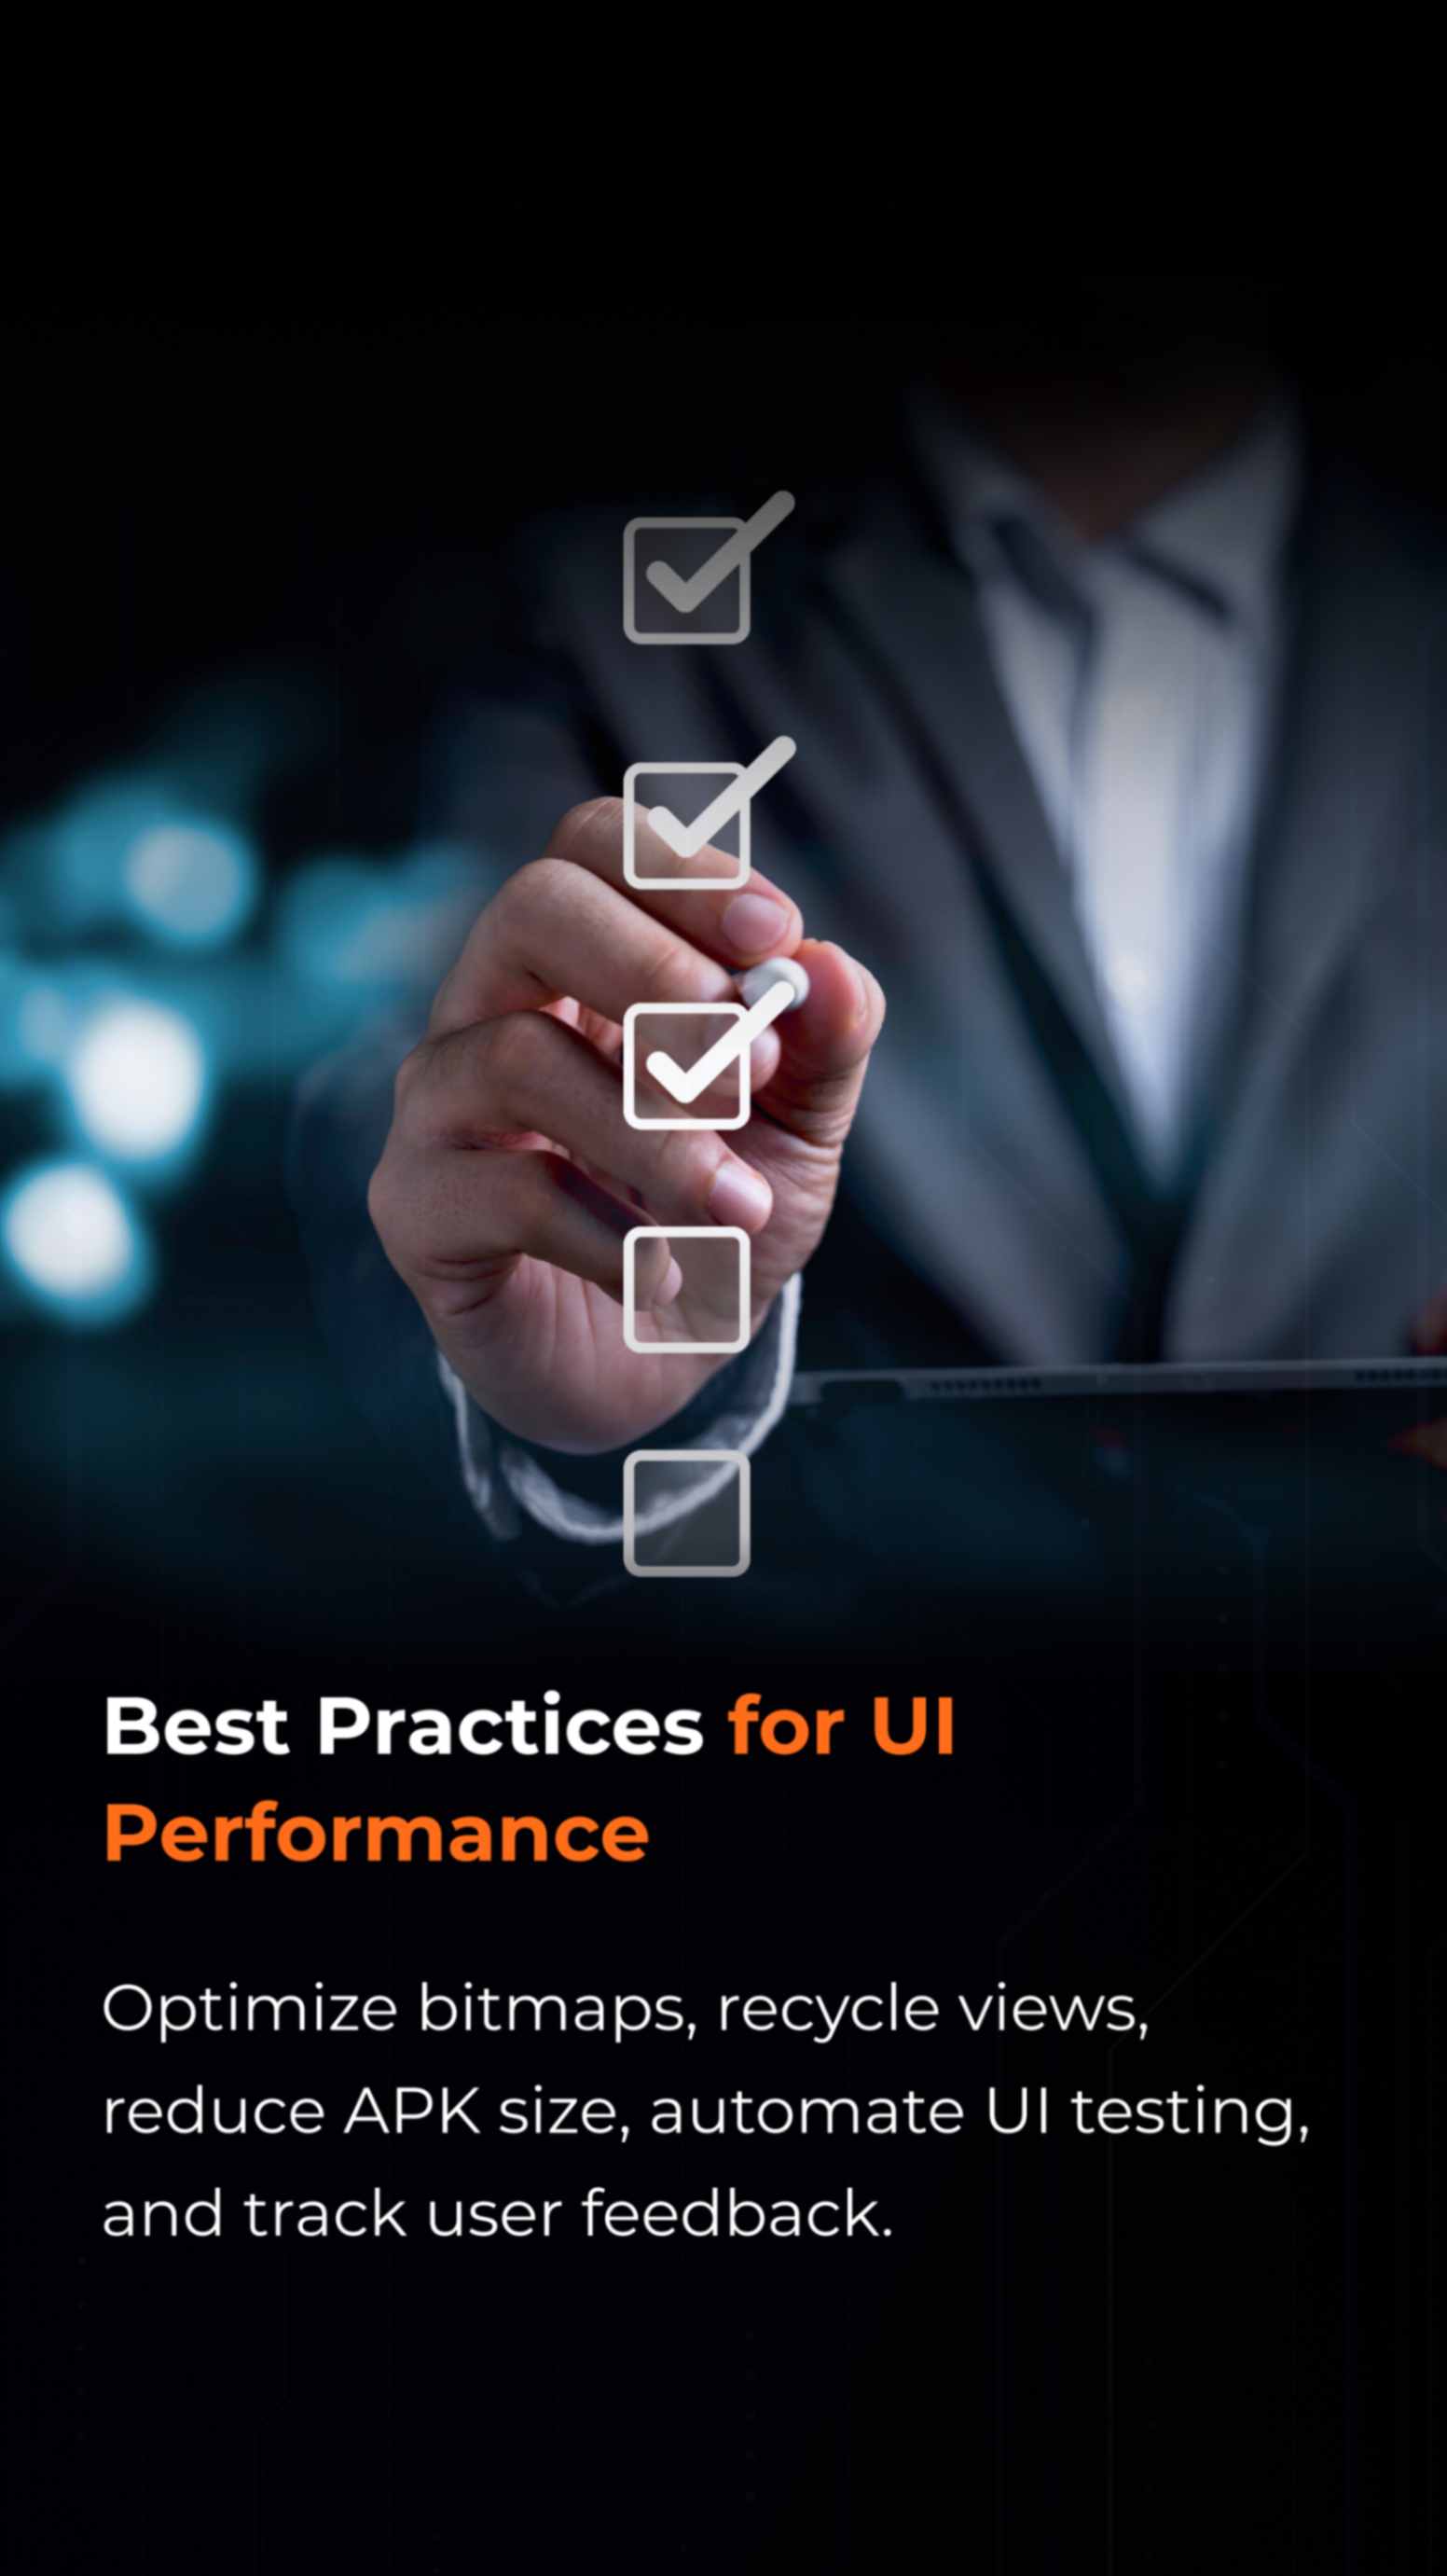 Best Practices for UI
Performance
Optimize bitmaps, recycle views,
reduce APK size, automate UI testing,
and track user feedback.